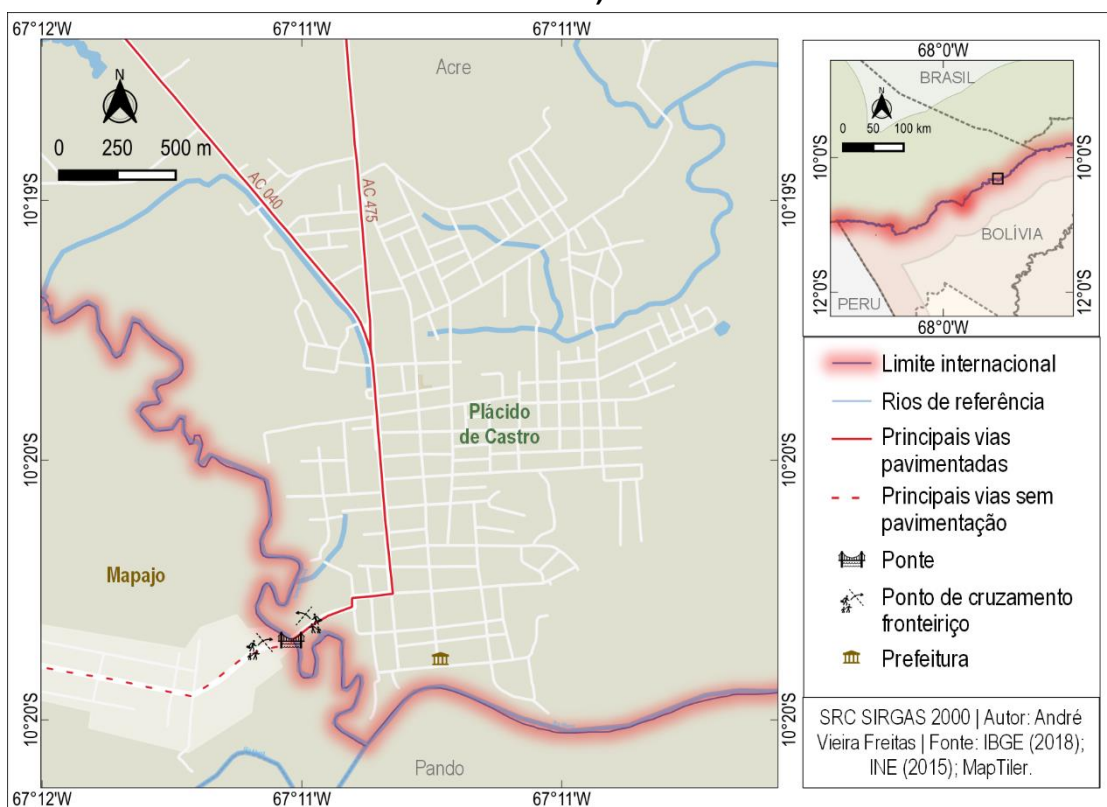 67°12'W
67°11'W
67°11'W
Acre
N
0 250 500 m
AC 040
AC 475
10°19'S
10°19'S
Plácido
de Castro
10°20'S
10°20'S
Mapajo
10°20'S
10°20'S
Pando
67°12'W
67°11'W
67°11'W
68°0'W
BRASIL
N
0 50 100 km
10°0'S
10°0'S
BOLÍVIA
12°0'S
PERU
12°0'S
68°0'W
Limite internacional
Rios de referência
Principais vias
pavimentadas
Principais vias sem
pavimentação
Ponte
Ponto de cruzamento
fronteiriço
Prefeitura
SRC SIRGAS 2000 | Autor: André
Vieira Freitas | Fonte: IBGE (2018);
INE (2015); MapTiler.